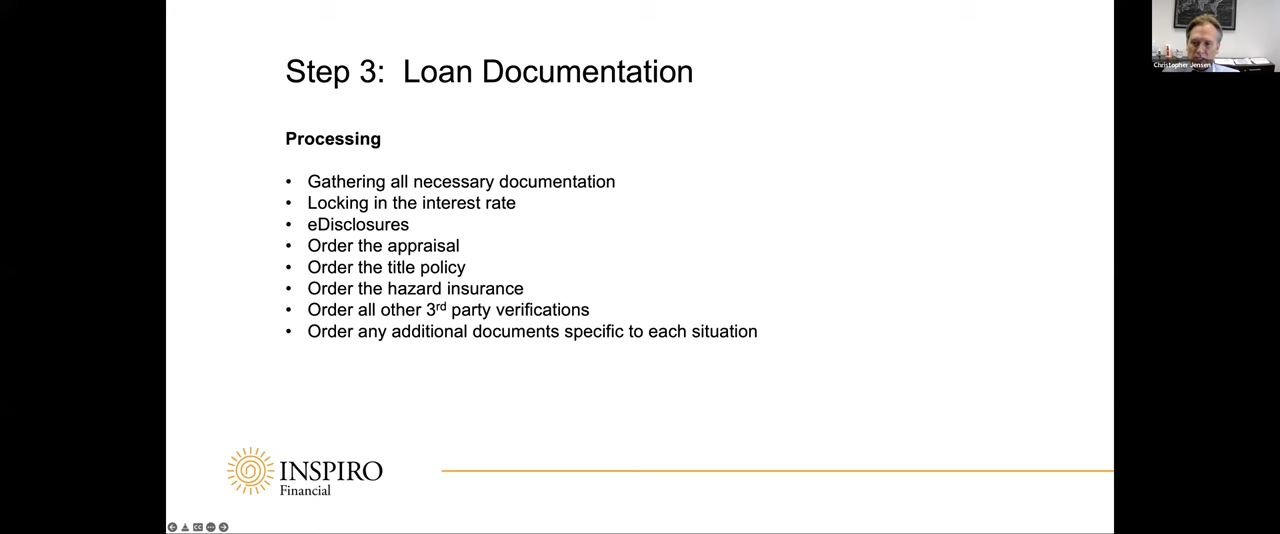 Step 3: Loan Documentation
Christopher Jensen
Processing
• Gathering all necessary documentation
• Locking in the interest rate
• eDisclosures
• Order the appraisal
• Order the title policy
• Order the hazard insurance
• Order all other 3rd party verifications
• Order any additional documents specific to each situation
INSPIRO
Financial